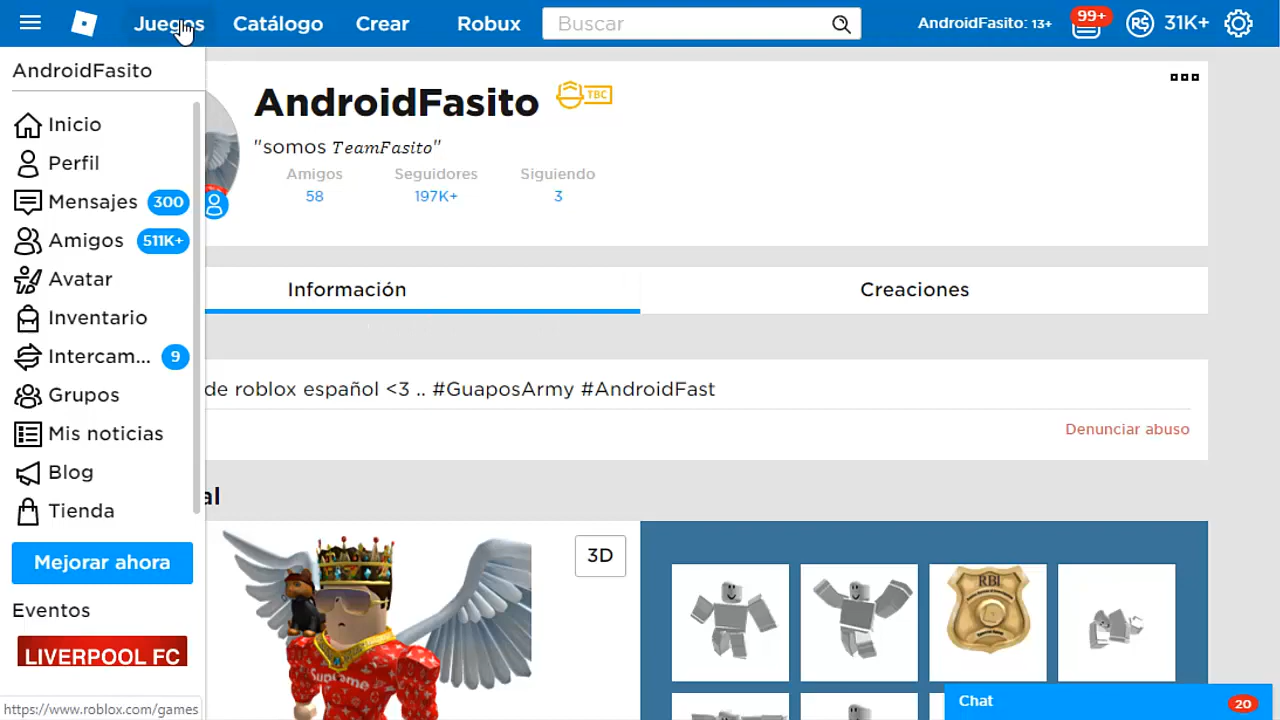 Juegos Catálogo Crear Robux Buscar AndroidFasito: 13+ 99+ R$ 31K+
AndroidFasito
Inicio
Perfil
Mensajes 300
Amigos 511K+
Avatar
Inventario
Intercam... 9
Grupos
Mis noticias
Blog
Tienda
Mejorar ahora
Eventos
LIVERPOOL FC
AndroidFasito TBC
"somos TeamFasito"
Amigos Seguidores Siguiendo
58 197K+ 3
Información Creaciones
de roblox español <3 .. #GuaposArmy #AndroidFast
Denunciar abuso
al
3D
Supreme
RBI
Chat 20
https://www.roblox.com/games